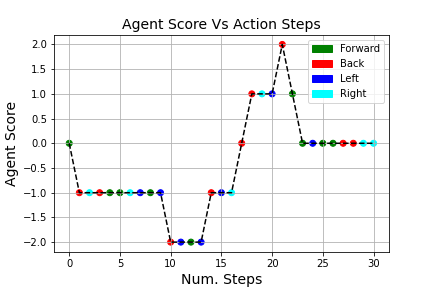 Agent Score Vs Action Steps
Agent Score
2.0
1.5
1.0
0.5
0.0
−0.5
−1.0
−1.5
−2.0
Forward
Back
Left
Right
0 5 10 15 20 25 30
Num. Steps